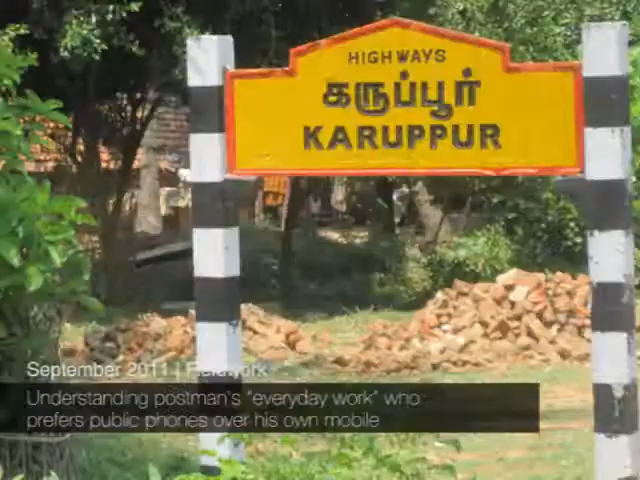 HIGHWAYS
கருப்பூர்
KARUPPUR
September 2011 | Fieldwork
Understanding postman's "everyday work" who
prefers public phones over his own mobile